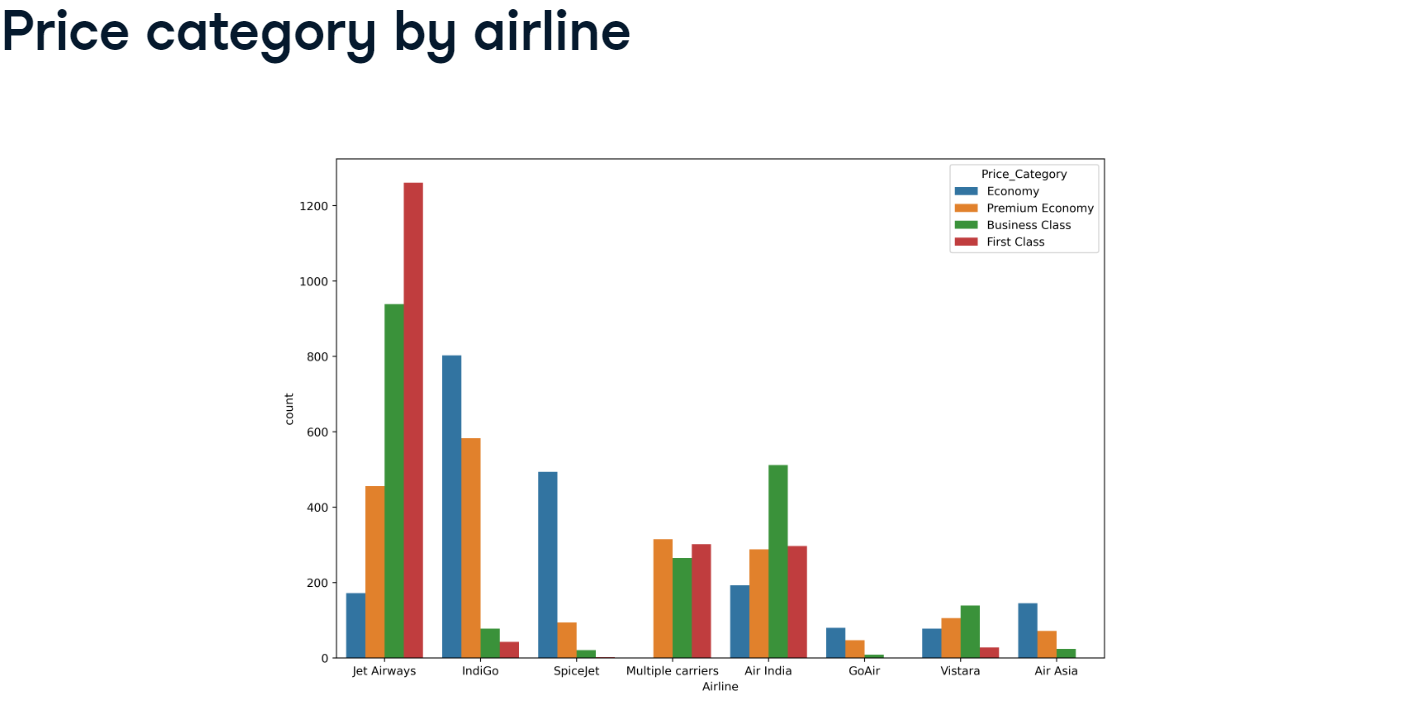 Price category by airline
Price_Category
Economy
Premium Economy
Business Class
First Class
1200
1000
800
600
400
200
0
count
Jet Airways IndiGo SpiceJet Multiple carriers Air India GoAir Vistara Air Asia
Airline